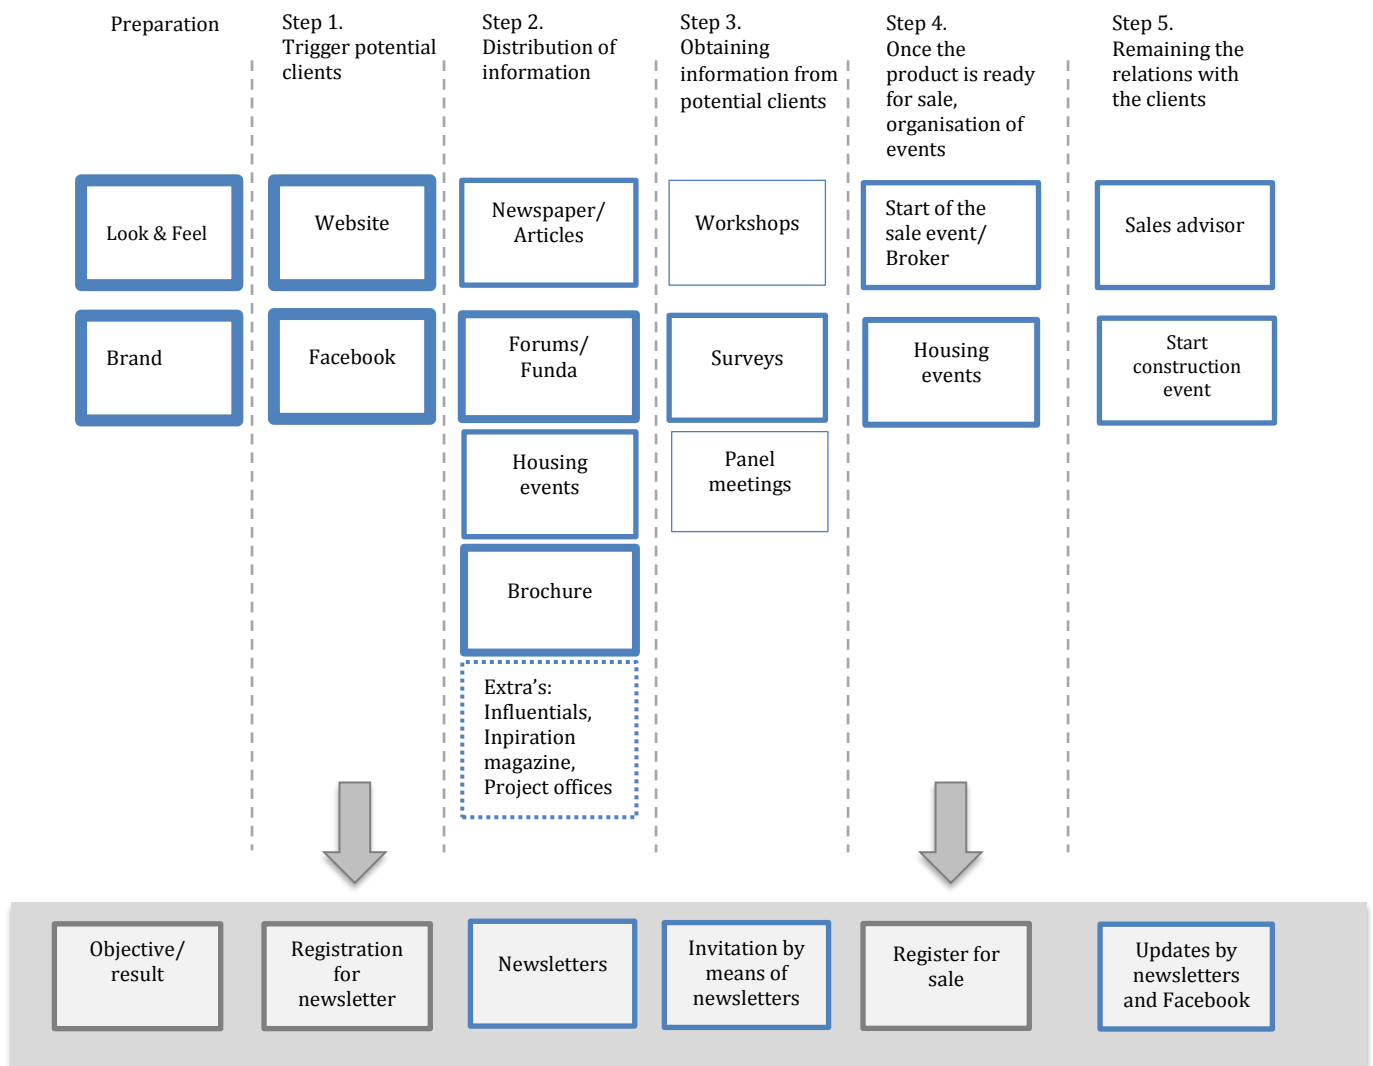 Preparation
Step 1.
Trigger potential
clients
Step 2.
Distribution of
information
Step 3.
Obtaining
information from
potential clients
Step 4.
Once the
product is ready
for sale,
organisation of
events
Step 5.
Remaining the
relations with
the clients
Look & Feel
Website
Newspaper/
Articles
Workshops
Start of the
sale event/
Broker
Sales advisor
Brand
Facebook
Forums/
Funda
Surveys
Housing
events
Start
construction
event
Housing
events
Panel
meetings
Brochure
Extra's:
Influentials,
Inpiration
magazine,
Project offices
Objective/
result
Registration
for
newsletter
Newsletters
Invitation by
means of
newsletters
Register for
sale
Updates by
newsletters
and Facebook